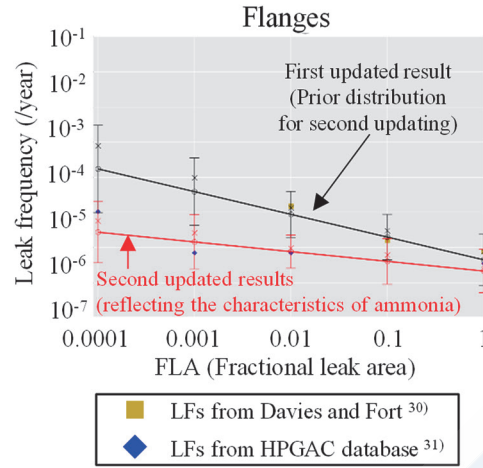 Flanges
10-1
10-2
10-3
10-4
10-5
10-6
10-7
Leak frequency (/year)
First updated result
(Prior distribution
for second updating)
Second updated results
(reflecting the characteristics of ammonia)
0.0001 0.001 0.01 0.1 1
FLA (Fractional leak area)
LFs from Davies and Fort 30)
LFs from HPGAC database 31)